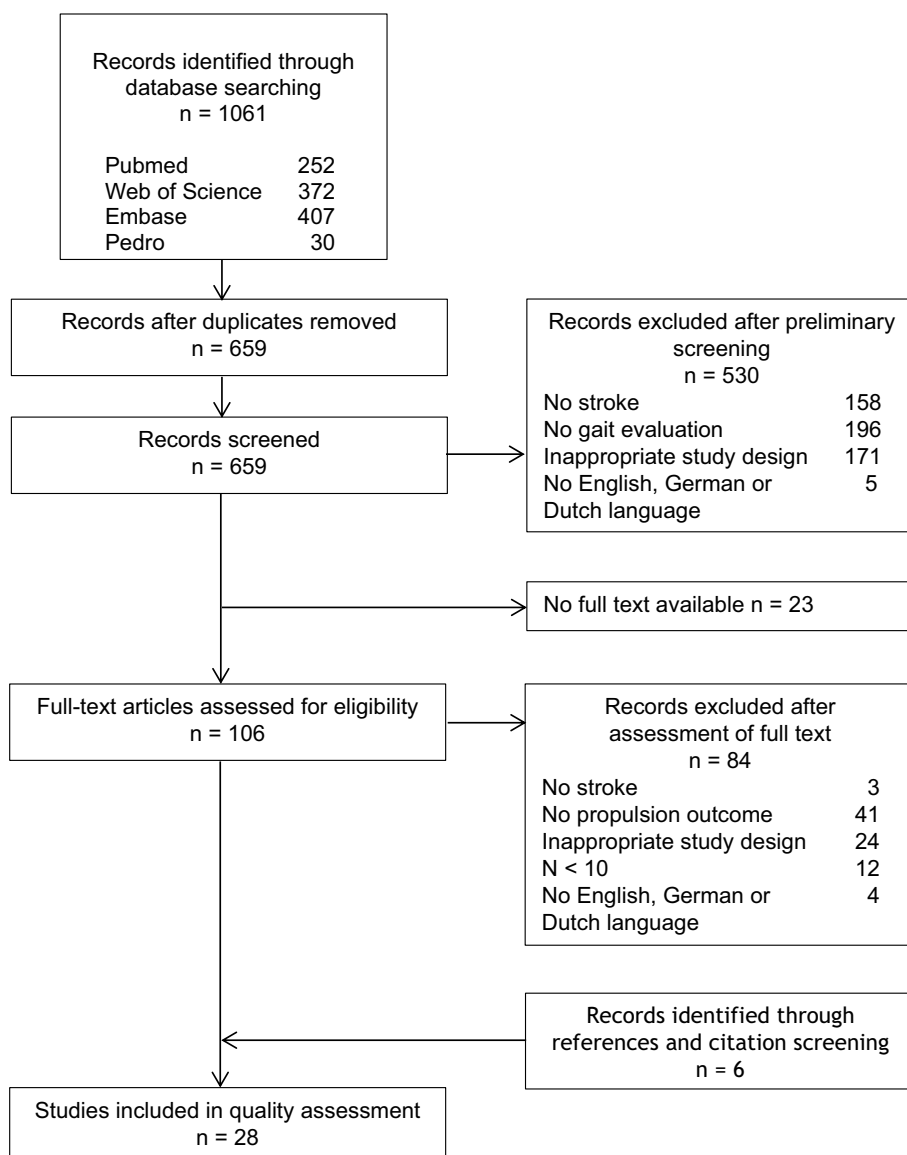 Records identified through
database searching
n = 1061
Pubmed 252
Web of Science 372
Embase 407
Pedro 30
Records after duplicates removed
n = 659
Records excluded after preliminary
screening
n = 530
No stroke 158
No gait evaluation 196
Inappropriate study design 171
No English, German or 5
Dutch language
Records screened
n = 659
No full text available n = 23
Full-text articles assessed for eligibility
n = 106
Records excluded after
assessment of full text
n = 84
No stroke 3
No propulsion outcome 41
Inappropriate study design 24
N < 10 12
No English, German or 4
Dutch language
Records identified through
references and citation screening
n = 6
Studies included in quality assessment
n = 28